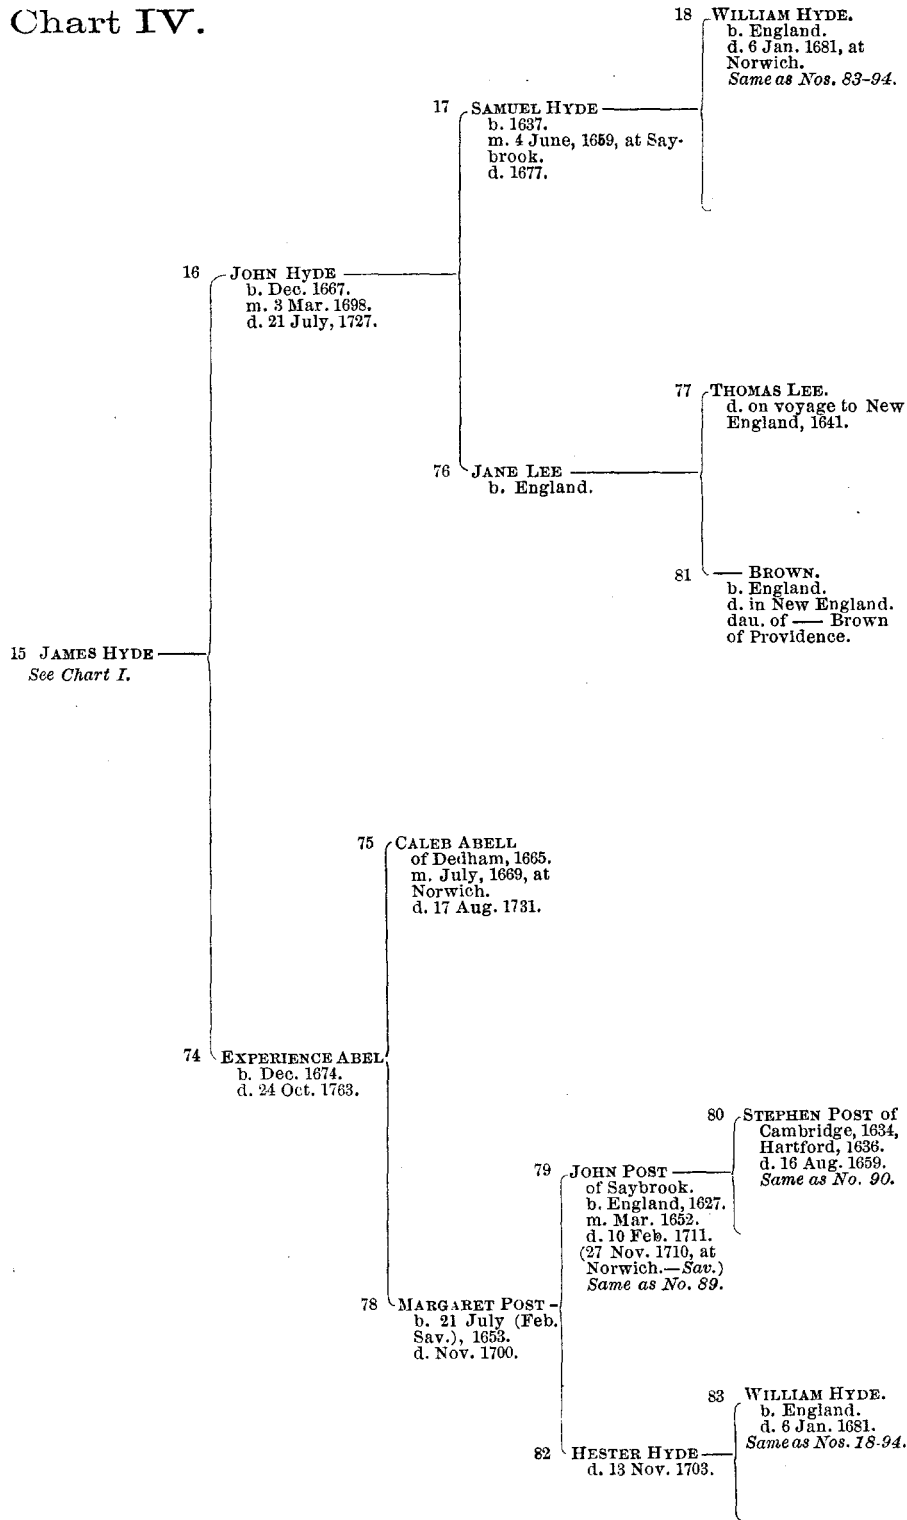 Chart IV.
18 WILLIAM HYDE.
b. England.
d. 6 Jan. 1681, at
Norwich.
Same as Nos. 83-94.
17 SAMUEL HYDE
b. 1637.
m. 4 June, 1659, at Say-
brook.
d. 1677.
16 JOHN HYDE
b. Dec. 1667.
m. 3 Mar. 1698.
d. 21 July, 1727.
77 THOMAS LEE.
d. on voyage to New
England, 1641.
76 JANE LEE
b. England.
81 — BROWN.
b. England.
d. in New England.
dau. of — Brown
of Providence.
15 JAMES HYDE
See Chart I.
75 CALEB ABELL
of Dedham, 1665.
m. July, 1669, at
Norwich.
d. 17 Aug. 1731.
74 EXPERIENCE ABEL
b. Dec. 1674.
d. 24 Oct. 1763.
80 STEPHEN POST of
Cambridge, 1634,
Hartford, 1636.
d. 16 Aug. 1659.
Same as No. 90.
79 JOHN POST
of Saybrook.
b. England, 1627.
m. Mar. 1652.
d. 10 Feb. 1711.
(27 Nov. 1710, at
Norwich.—Sav.)
Same as No. 89.
78 MARGARET POST
b. 21 July (Feb.
Sav.), 1653.
d. Nov. 1700.
83 WILLIAM HYDE.
b. England.
d. 6 Jan. 1681.
Same as Nos. 18-94.
82 HESTER HYDE
d. 13 Nov. 1703.